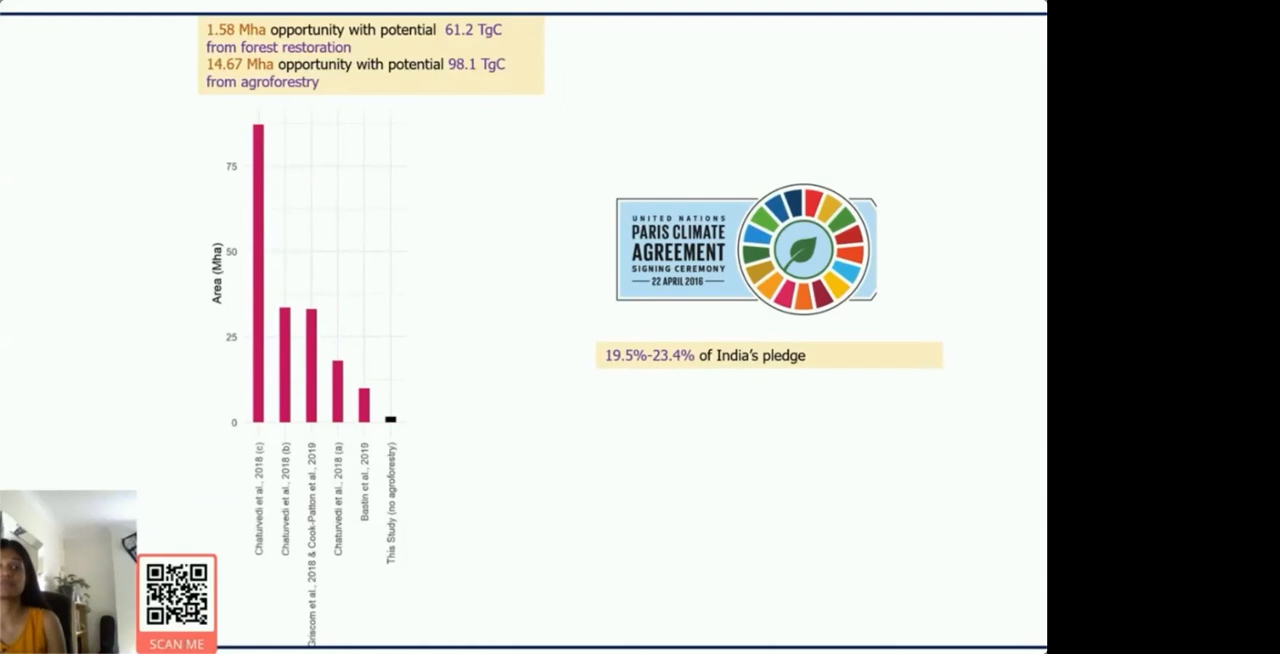 1.58 Mha opportunity with potential 61.2 TgC
from forest restoration
14.67 Mha opportunity with potential 98.1 TgC
from agroforestry
75
50
25
0
Area (Mha)
Chaturvedi et al., 2018 (c)
Chaturvedi et al., 2018 (b)
Griscom et al., 2018 & Cook-Patton et al., 2019
Chaturvedi et al., 2018 (a)
Bastin et al., 2019
This Study (no agroforestry)
UNITED NATIONS
PARIS CLIMATE
AGREEMENT
SIGNING CEREMONY
22 APRIL 2016
19.5%-23.4% of India's pledge
SCAN ME